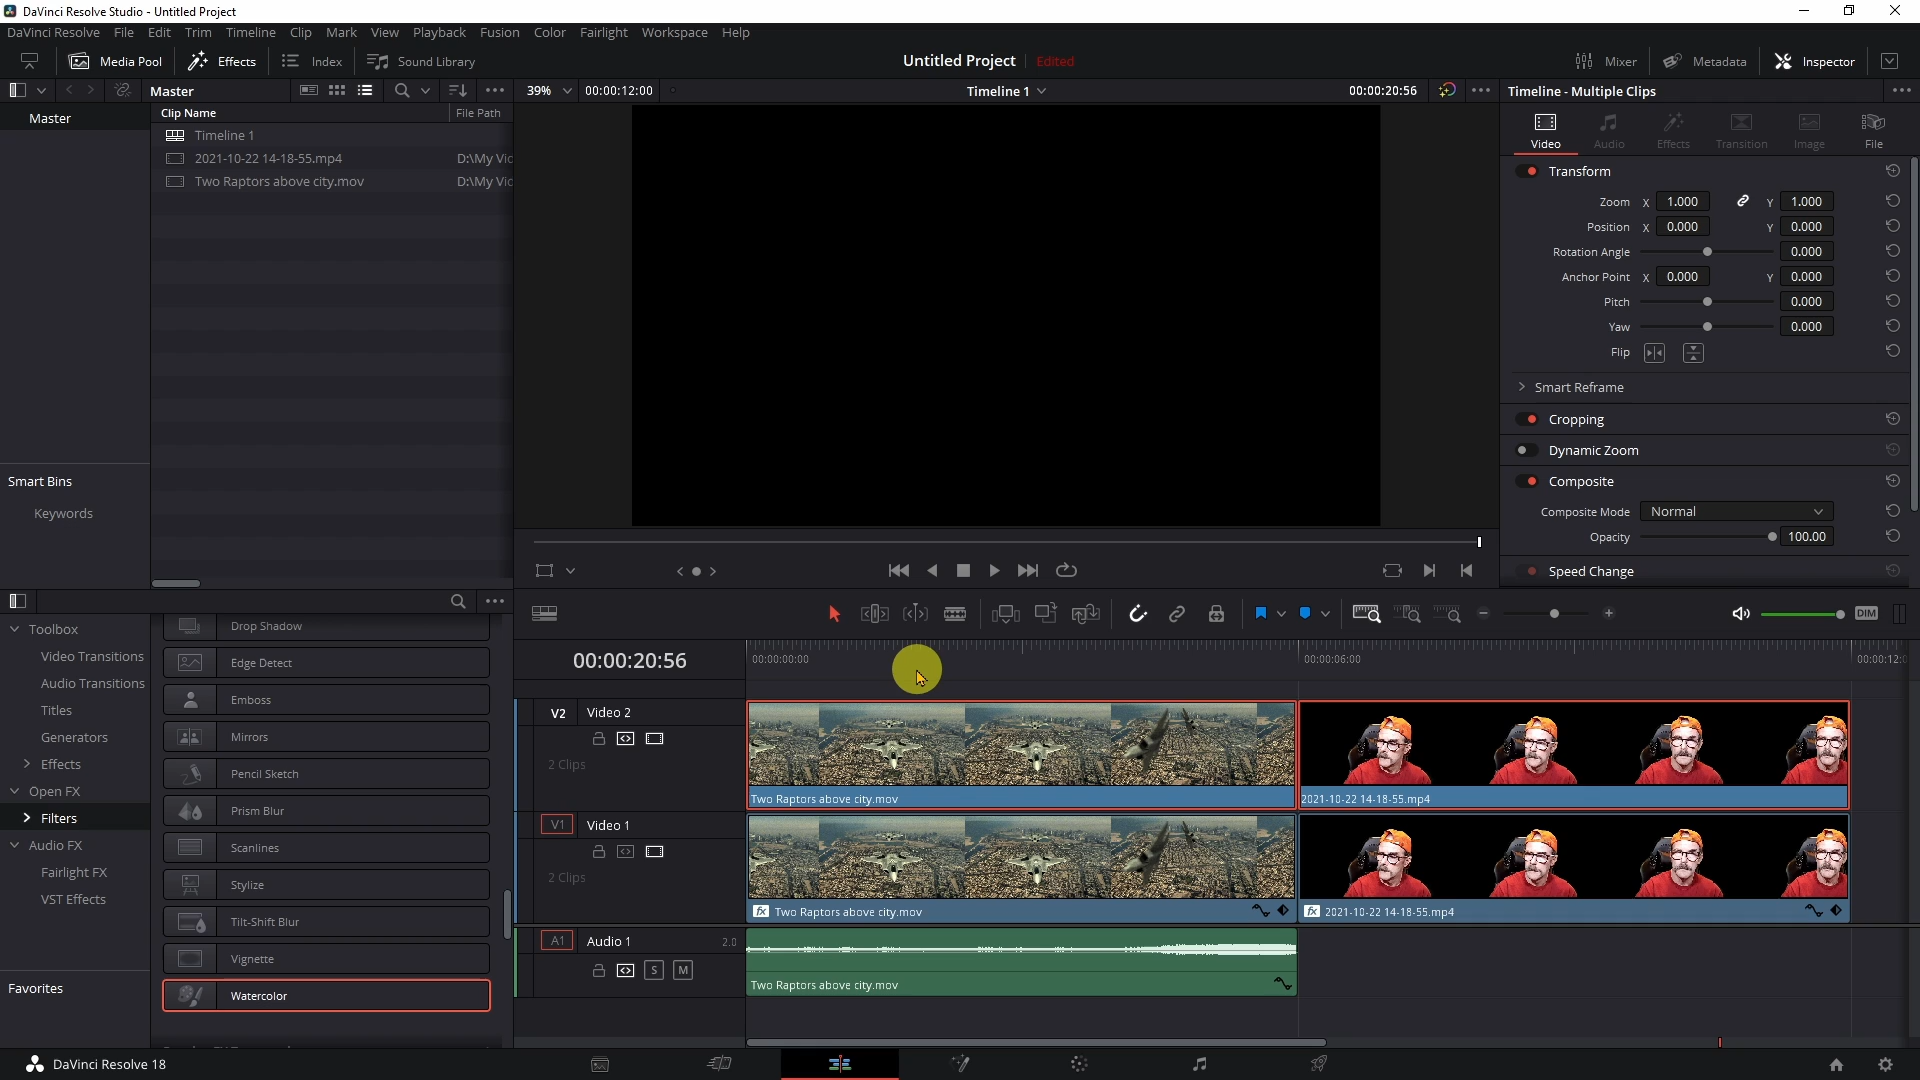 DaVinci Resolve Studio - Untitled Project
DaVinci Resolve File Edit Trim Timeline Clip Mark View Playback Fusion Color Fairlight Workspace Help
Media Pool Effects Index Sound Library Untitled Project Edited Mixer Metadata Inspector
Master 39% 00:00:12:00 Timeline 1 00:00:20:56 Timeline - Multiple Clips
Master
Clip Name File Path
Timeline 1
2021-10-22 14-18-55.mp4 D:\My Vic
Two Raptors above city.mov D:\My Vic
Smart Bins
Keywords
Video Audio Effects Transition Image File
Transform
Zoom X 1.000 Y 1.000
Position X 0.000 Y 0.000
Rotation Angle 0.000
Anchor Point X 0.000 Y 0.000
Pitch 0.000
Yaw 0.000
Flip
Smart Reframe
Cropping
Dynamic Zoom
Composite
Composite Mode Normal
Opacity 100.00
Speed Change
Toolbox
Video Transitions
Audio Transitions
Titles
Generators
Effects
Open FX
Filters
Audio FX
Fairlight FX
VST Effects
Favorites
Drop Shadow
Edge Detect
Emboss
Mirrors
Pencil Sketch
Prism Blur
Scanlines
Stylize
Tilt-Shift Blur
Vignette
Watercolor
DIM
00:00:20:56 00:00:00:00 00:00:06:00 00:00:12:
V2 Video 2
2 Clips
Two Raptors above city.mov 2021-10-22 14-18-55.mp4
V1 Video 1
2 Clips
fx Two Raptors above city.mov fx 2021-10-22 14-18-55.mp4
A1 Audio 1 2.0
S M
Two Raptors above city.mov
DaVinci Resolve 18